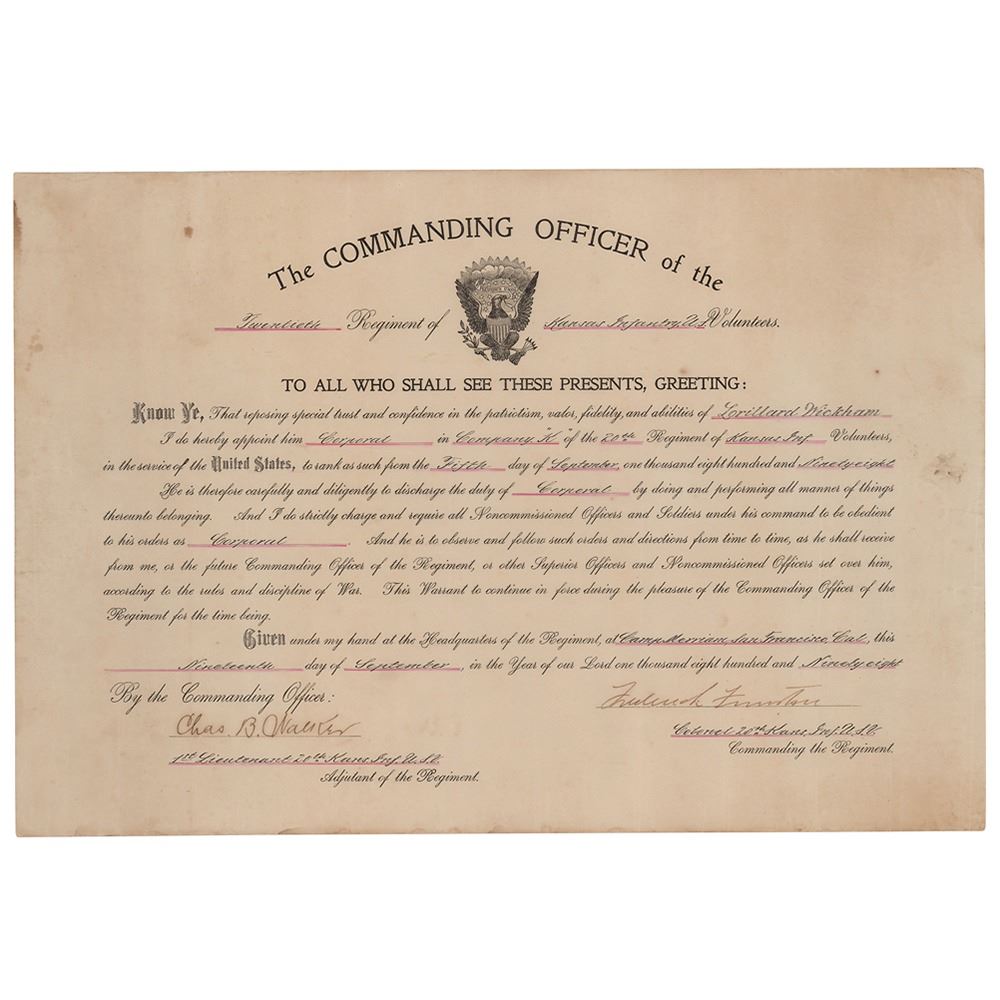 The COMMANDING OFFICER of the
Twentieth Regiment of Kansas Infantry U.S Volunteers.
TO ALL WHO SHALL SEE THESE PRESENTS, GREETING:
Know Ye, That reposing special trust and confidence in the patriotism, valor, fidelity, and abilities of Lorillard Wickham
I do hereby appoint him Corporal in Company "K" of the 20th Regiment of Kansas Inf Volunteers,
in the service of the United States, to rank as such from the Fifth day of September, one thousand eight hundred and Ninety eight
He is therefore carefully and diligently to discharge the duty of Corporal by doing and performing all manner of things
thereunto belonging. And I do strictly charge and require all Noncommissioned Officers and Soldiers under his command to be obedient
to his orders as Corporal. And he is to observe and follow such orders and directions from time to time, as he shall receive
from me, or the future Commanding Officer of the Regiment, or other Superior Officers and Noncommissioned Officers set over him,
according to the rules and discipline of War. This Warrant to continue in force during the pleasure of the Commanding Officer of the
Regiment for the time being.
Given under my hand at the Headquarters of the Regiment, at Camp Merriam, San Francisco, Cal, this
Nineteenth day of September, in the Year of our Lord one thousand eight hundred and Ninety eight
By the Commanding Officer: Frederick Funston
Chas. B. Walker Colonel 20th Kans, Inf. U.S.V.
1st Lieutenant 20th Kans, Inf. U.S.V. Commanding the Regiment.
Adjutant of the Regiment.